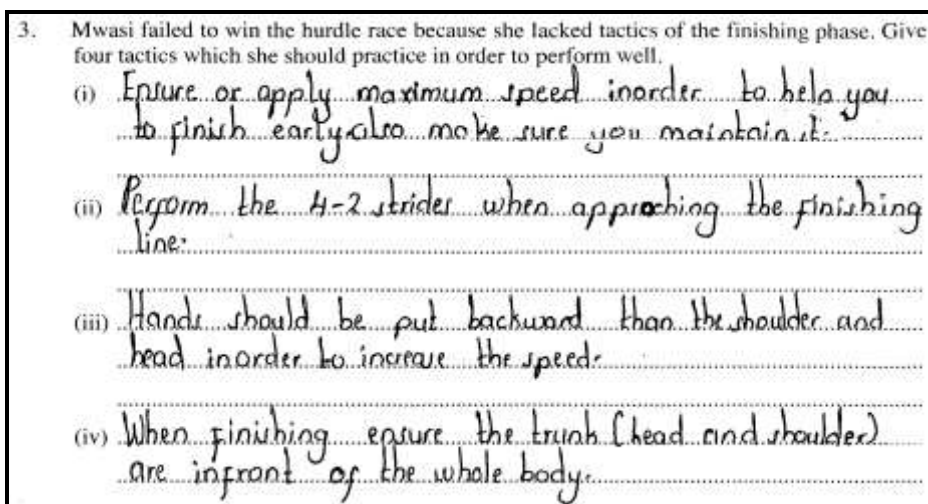 3. Mwasi failed to win the hurdle race because she lacked tactics of the finishing phase. Give
four tactics which she should practice in order to perform well.
(i) Ensure or apply maximum speed inorder to help you
to finish early also make sure you maintain it.
(ii) Perform the 4-2 strides when approching the finishing
line.
(iii) Hands should be put backward than the shoulder and
head inorder to increase the speed.
(iv) When finishing ensure the trunk (head and shoulder)
are infront of the whole body.